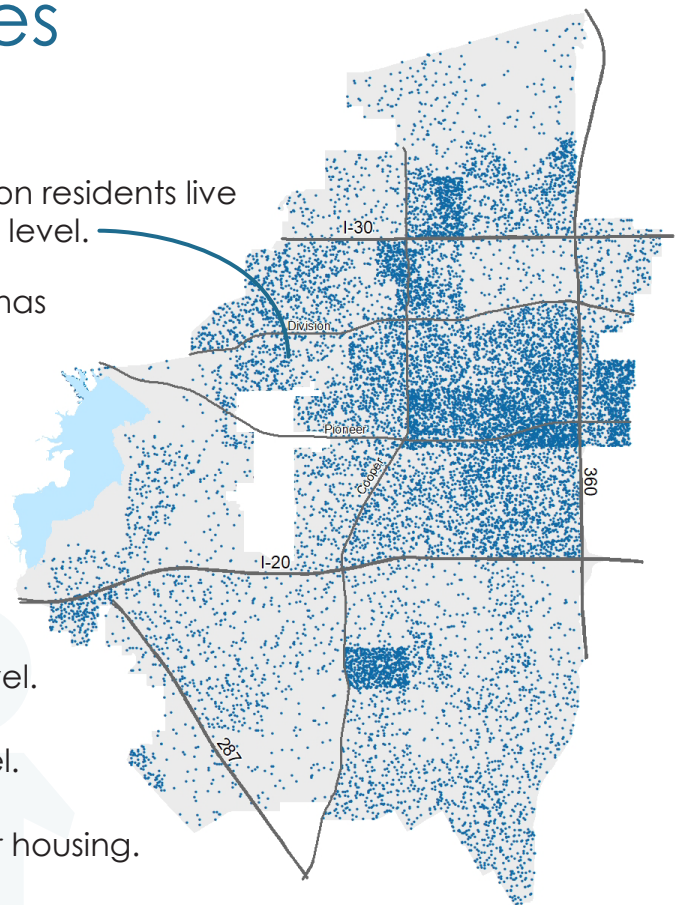 es
on residents live
level.
has
I-30
Division
Pioneer
Cooper
360
I-20
287
el.
el.
r housing.